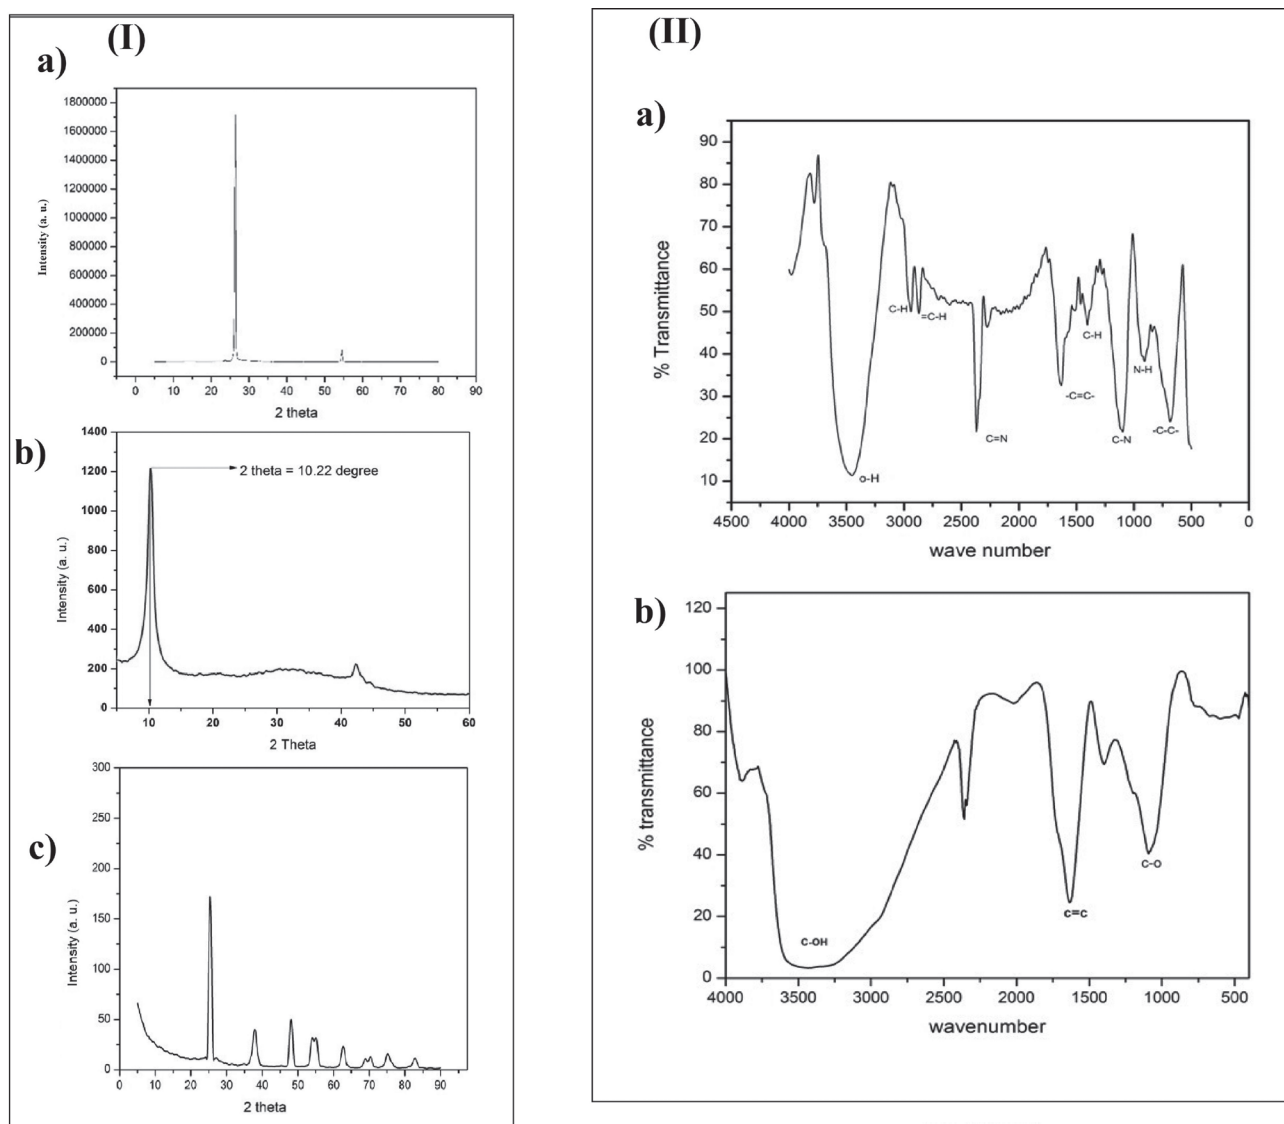 (I)
a)
1800000
1600000
1400000
1200000
1000000
800000
600000
400000
200000
0
Intensity (a. u.)
0 10 20 30 40 50 60 70 80 90
2 theta
b)
1400
1200
1000
800
600
400
200
0
Intensity (a. u.)
2 theta = 10.22 degree
10 20 30 40 50 60
2 Theta
c)
300
250
200
150
100
50
0
Intensity (a. u.)
0 10 20 30 40 50 60 70 80 90
2 theta
(II)
a)
90
80
70
60
50
40
30
20
10
% Transmittance
C-H
=C-H
C-H
N-H
-C=C-
C=N
C-N
-C-C-
o-H
4500 4000 3500 3000 2500 2000 1500 1000 500 0
wave number
b)
120
100
80
60
40
20
0
% transmittance
C-O
C=C
C-OH
4000 3500 3000 2500 2000 1500 1000 500
wavenumber